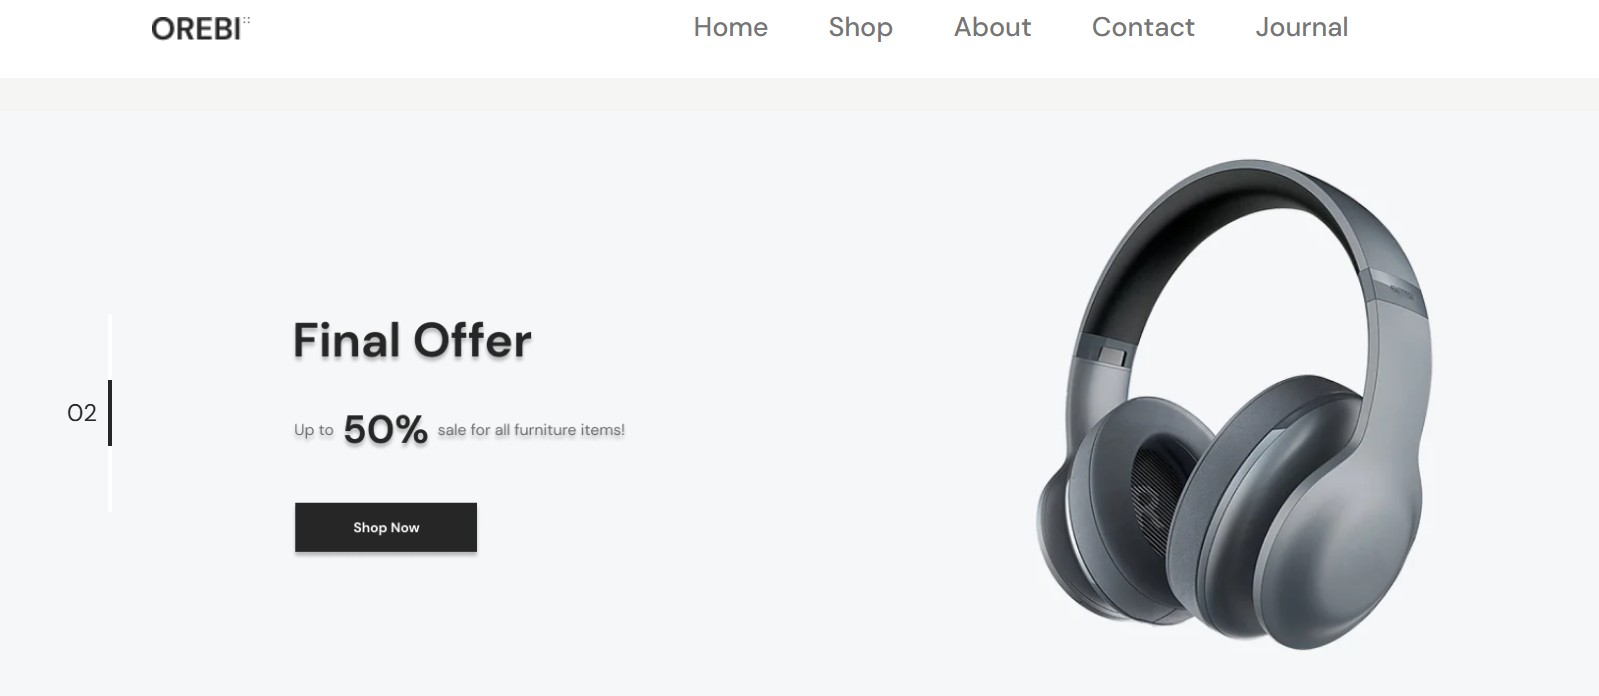 OREBI
Home Shop About Contact Journal
Final Offer
02
Up to 50% sale for all furniture items!
Shop Now